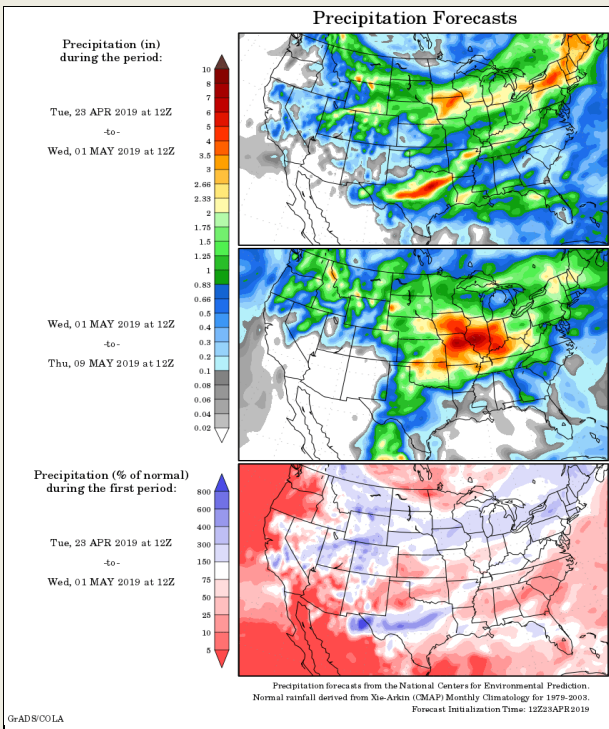 Precipitation Forecasts
Precipitation (in)
during the period:
Tue, 23 APR 2019 at 12Z
-to-
Wed, 01 MAY 2019 at 12Z
10
8
7
6
5
4
3.5
3
2.66
2.33
2
1.75
1.5
1.25
1
0.83
0.66
0.5
0.4
0.3
0.2
0.1
0.08
0.06
0.04
0.02
Wed, 01 MAY 2019 at 12Z
-to-
Thu, 09 MAY 2019 at 12Z
Precipitation (% of normal)
during the first period:
Tue, 23 APR 2019 at 12Z
-to-
Wed, 01 MAY 2019 at 12Z
800
600
400
300
150
75
50
25
10
5
Precipitation forecasts from the National Centers for Environmental Prediction.
Normal rainfall derived from Xie-Arkin (CMAP) Monthly Climatology for 1979-2003.
Forecast Initialization Time: 12Z23APR2019
GrADS/COLA